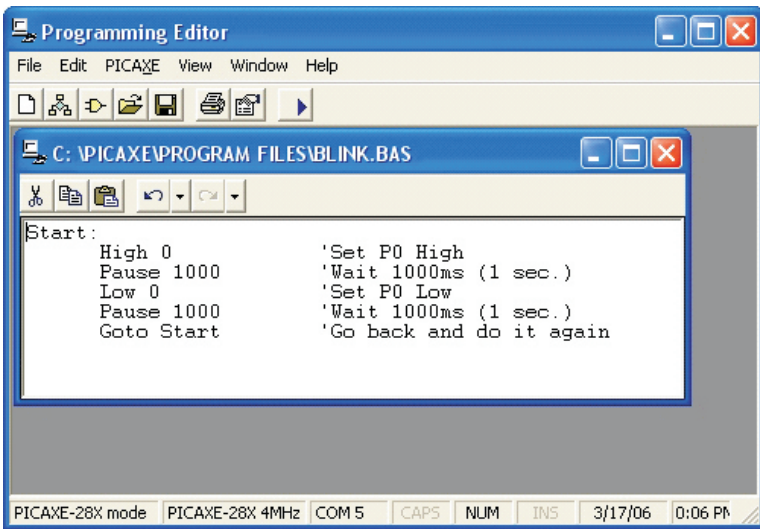 Programming Editor
File Edit PICAXE View Window Help
C: \PICAXE\PROGRAM FILES\BLINK.BAS
Start:
High 0 'Set P0 High
Pause 1000 'Wait 1000ms (1 sec.)
Low 0 'Set P0 Low
Pause 1000 'Wait 1000ms (1 sec.)
Goto Start 'Go back and do it again
PICAXE-28X mode PICAXE-28X 4MHz COM 5 CAPS NUM INS 3/17/06 0:06 PM